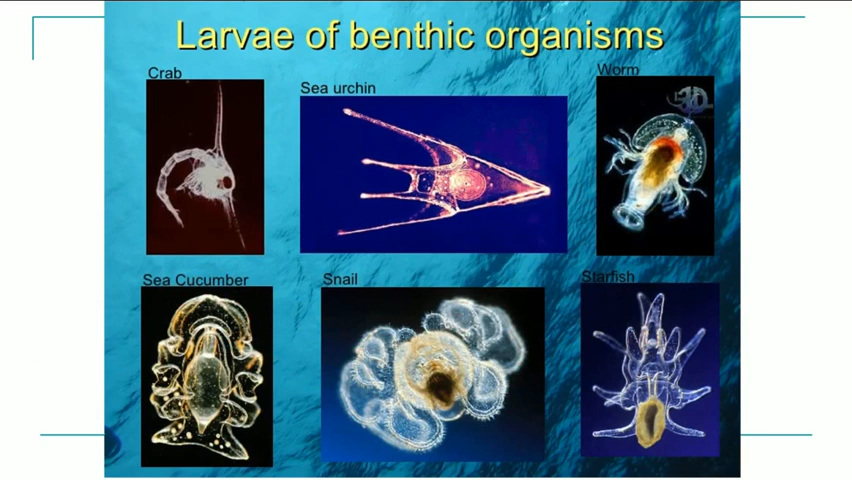 Larvae of benthic organisms
Crab
Sea urchin
Worm
Sea Cucumber
Snail
Starfish